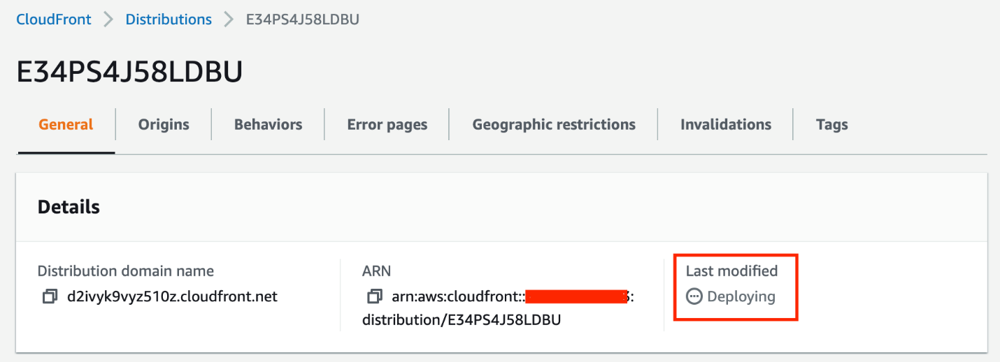 CloudFront Distributions E34PS4J58LDBU
E34PS4J58LDBU
General Origins Behaviors Error pages Geographic restrictions Invalidations Tags
Details
Distribution domain name
d2ivyk9vyz510z.cloudfront.net
ARN
arn:aws:cloudfront:::
distribution/E34PS4J58LDBU
Last modified
Deploying